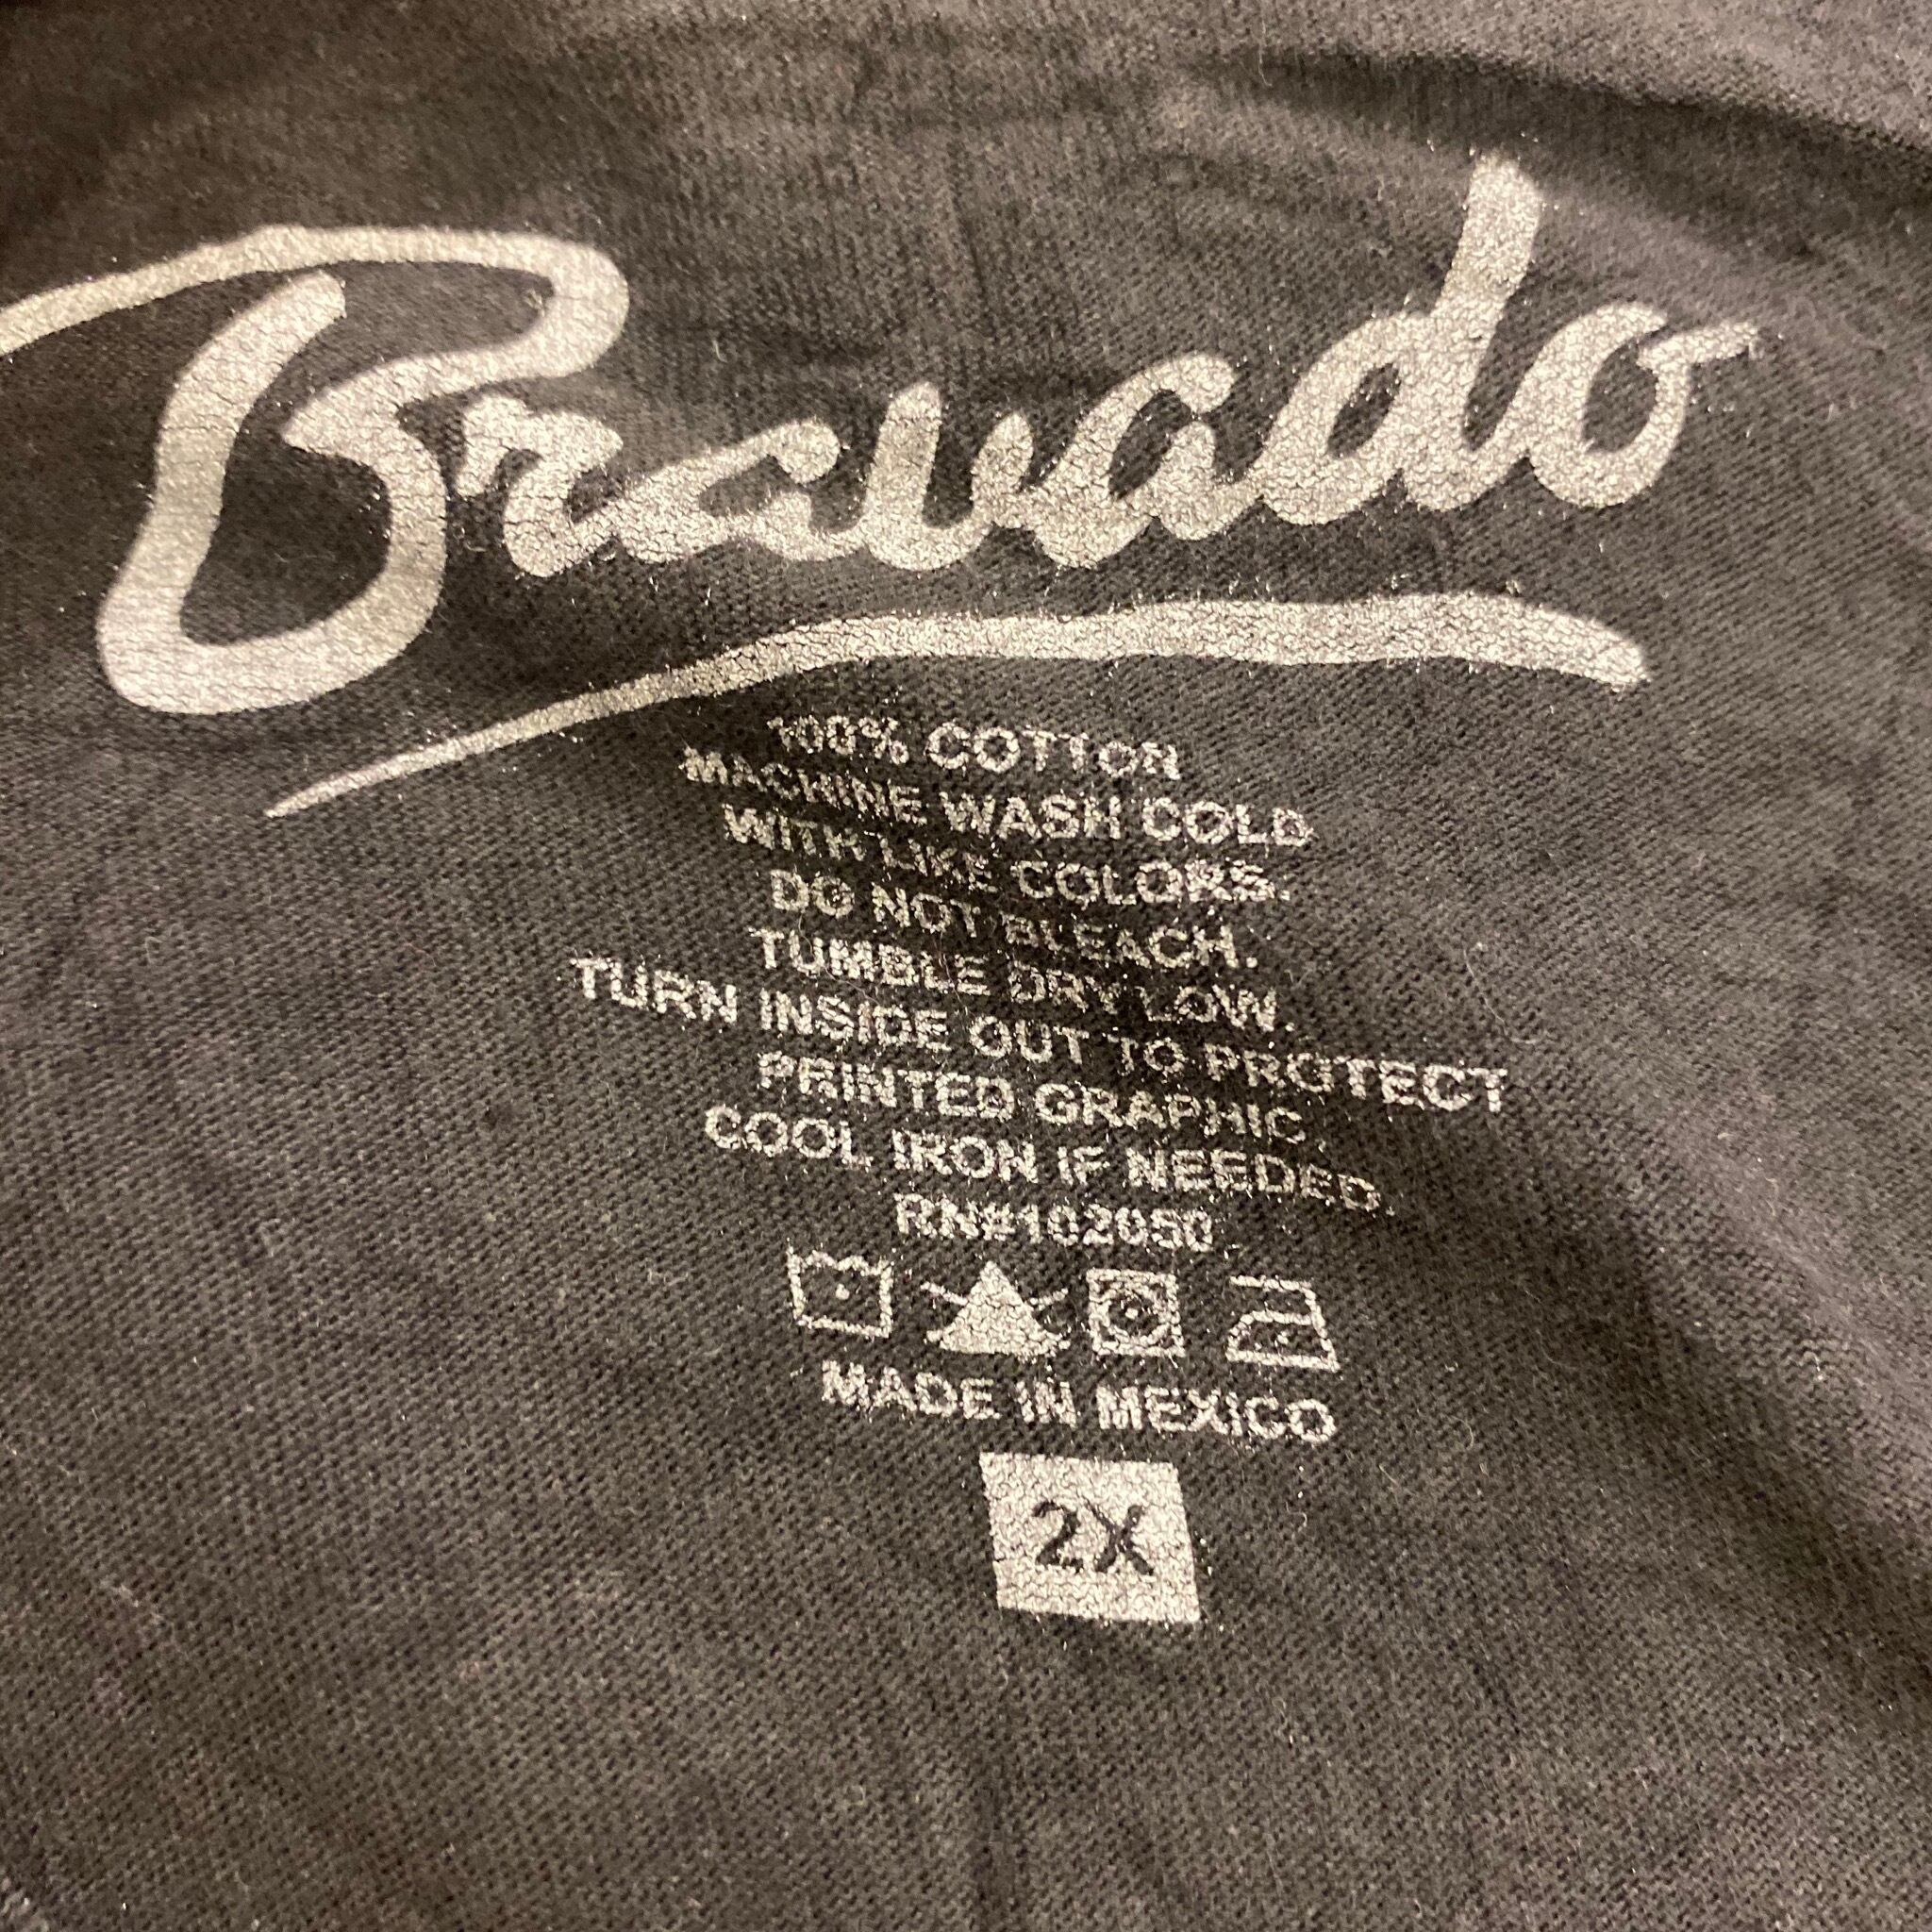 Bravado
100% COTTON
MACHINE WASH COLD
WITH LIKE COLORS.
DO NOT BLEACH.
TUMBLE DRY LOW.
TURN INSIDE OUT TO PROTECT
PRINTED GRAPHIC.
COOL IRON IF NEEDED.
RN#102050
MADE IN MEXICO
2X